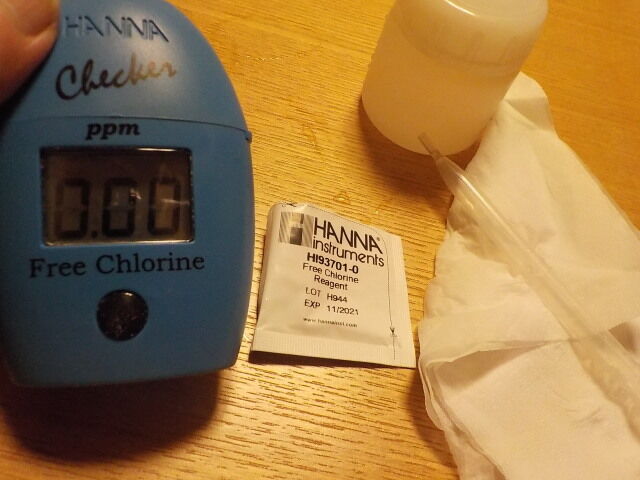 HANNA
Checker
ppm
0.00
Free Chlorine
HANNA
instruments
HI93701-0
Free Chlorine
Reagent
LOT H944
EXP 11/2021
www.hannainst.com